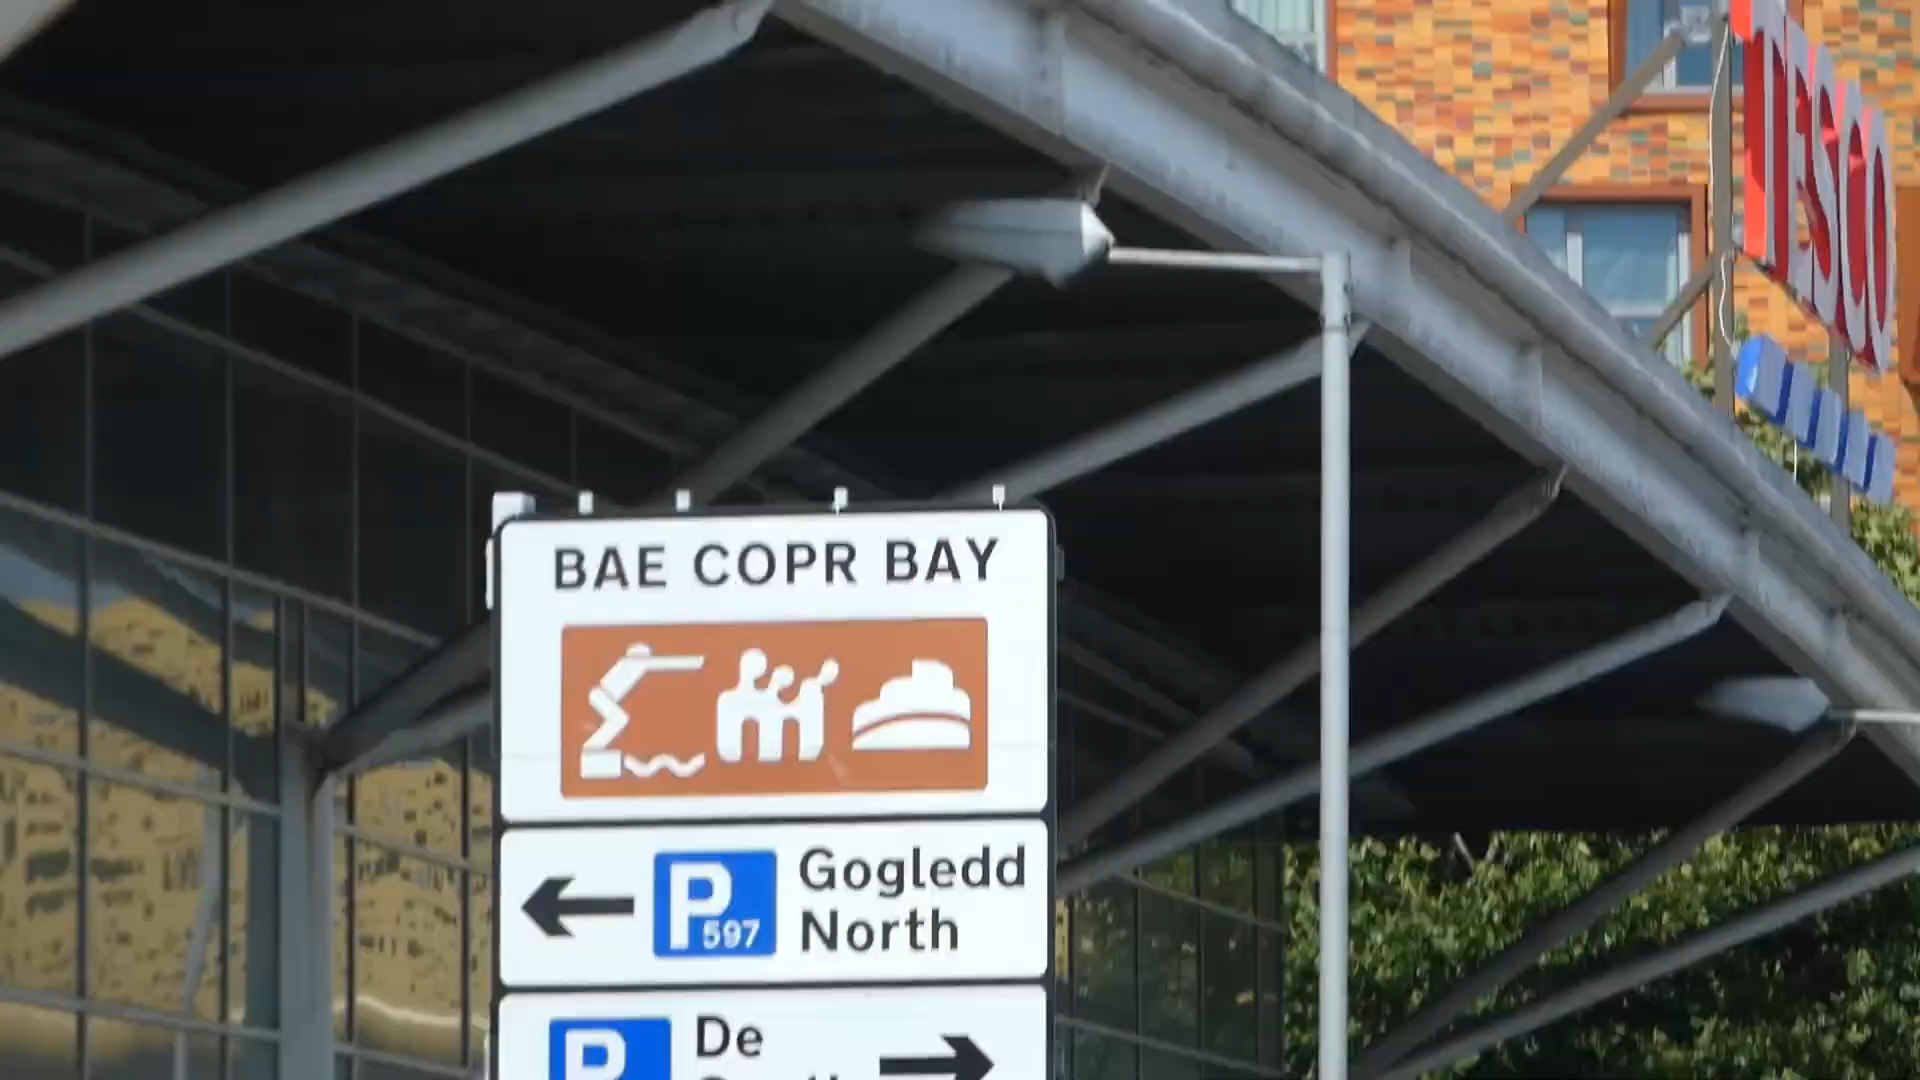 TESCO
BAE COPR BAY
P 597
Gogledd
North
P
De